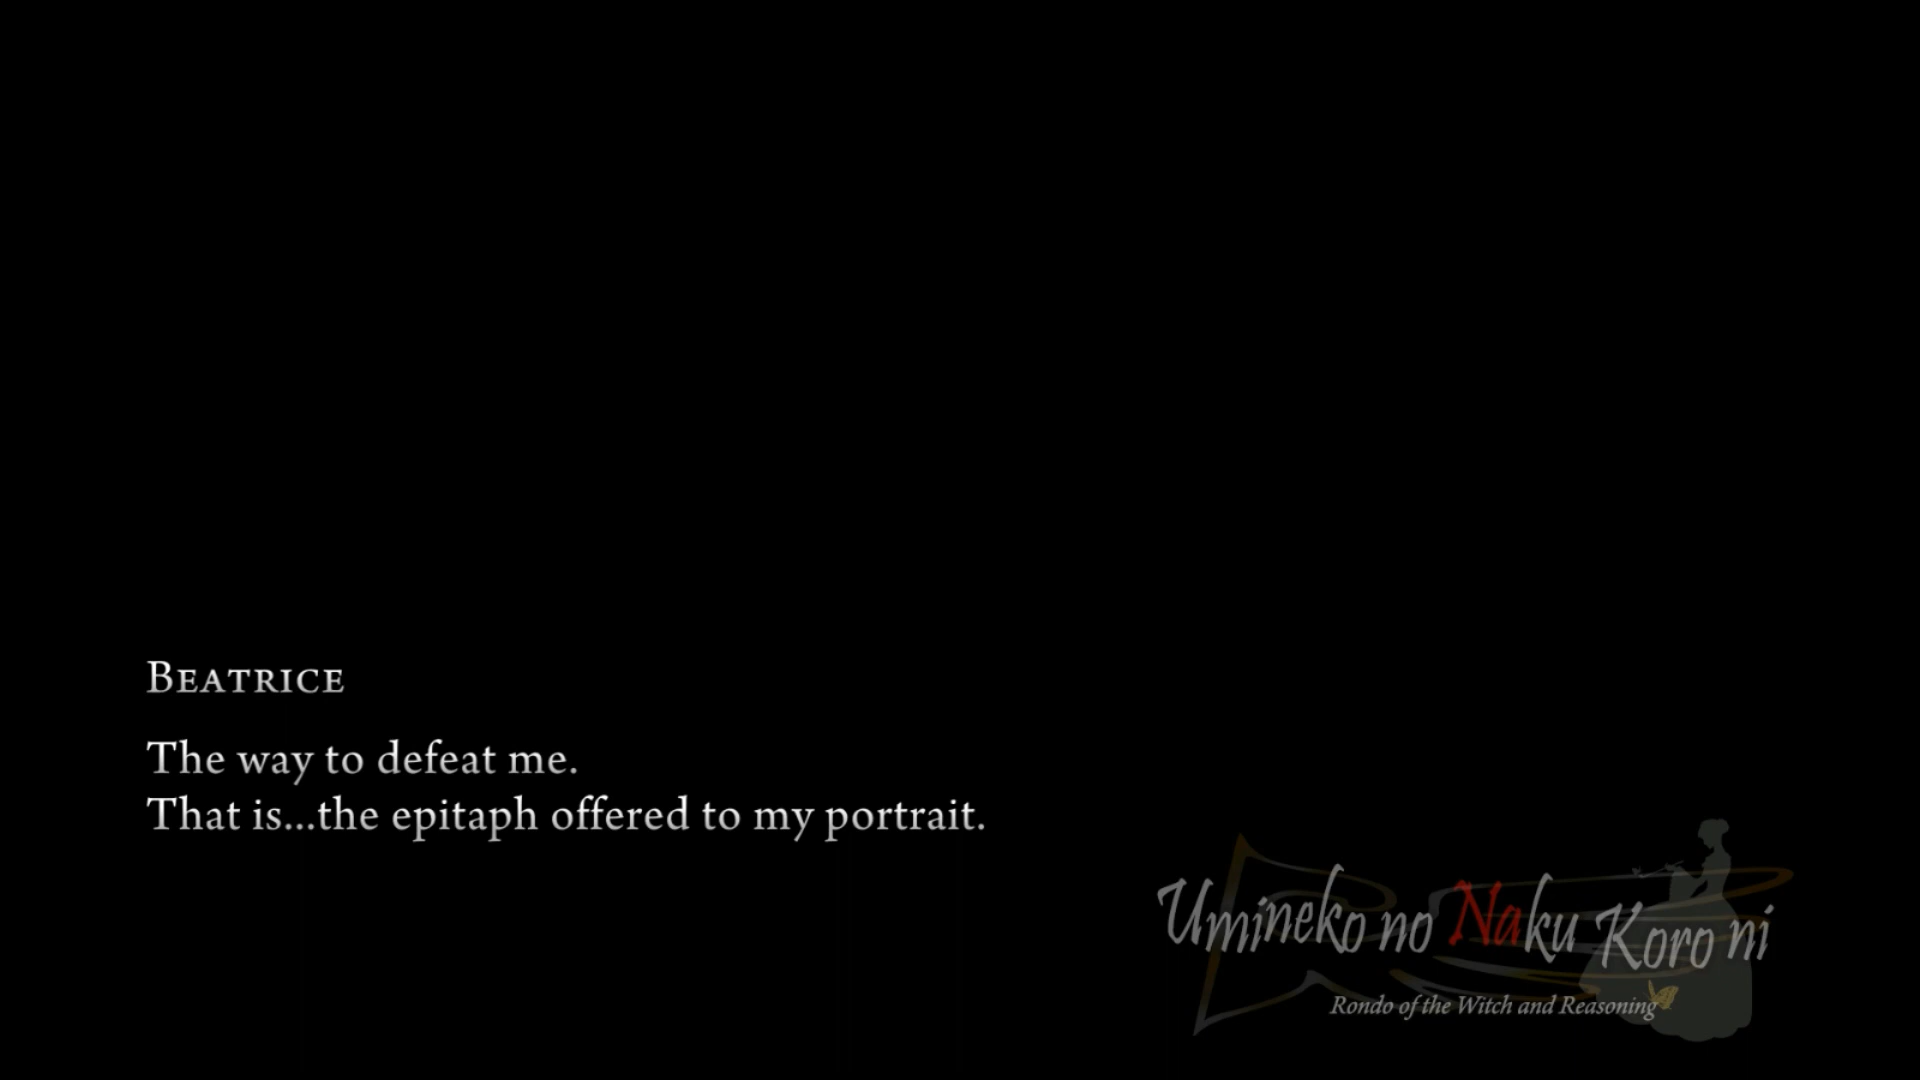 BEATRICE
The way to defeat me.
That is...the epitaph offered to my portrait.
Umineko no Naku Koro ni
Rondo of the Witch and Reasoning